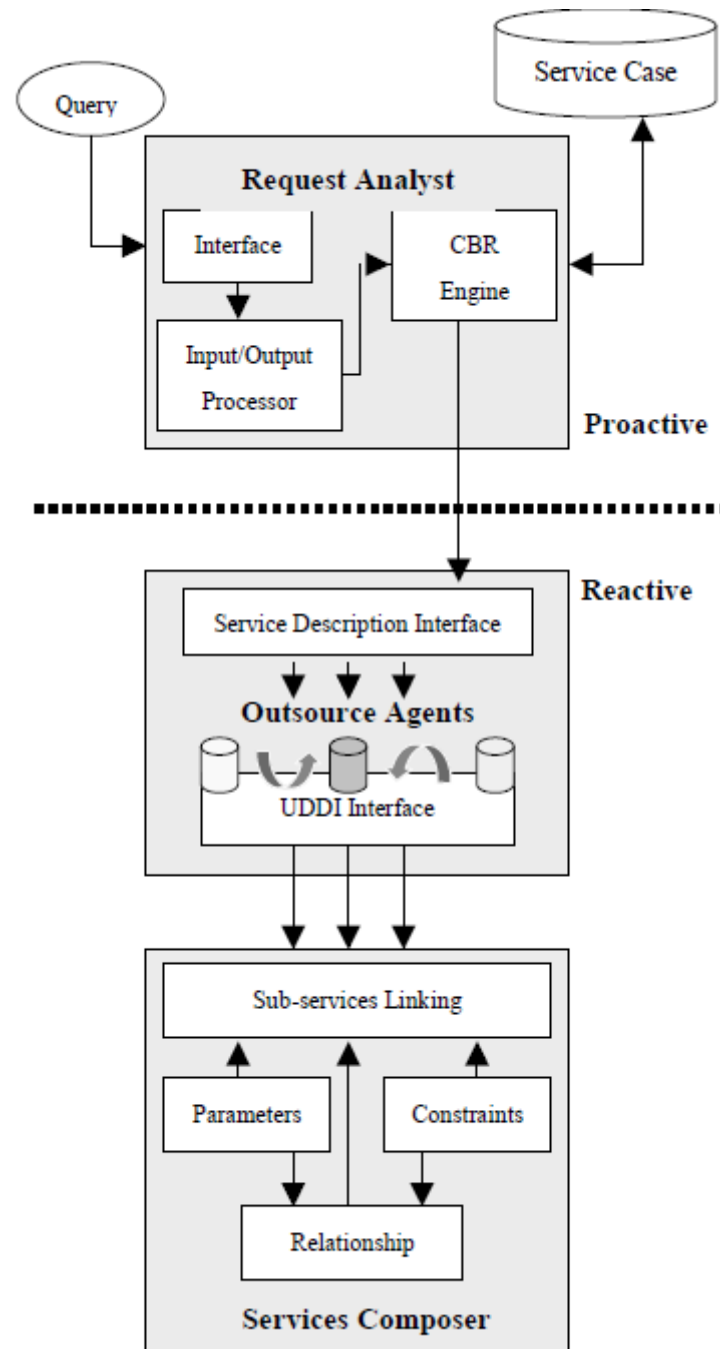 Service Case
Query
Request Analyst
Interface
CBR
Engine
Input/Output
Processor
Proactive
Reactive
Service Description Interface
Outsource Agents
UDDI Interface
Sub-services Linking
Parameters
Constraints
Relationship
Services Composer